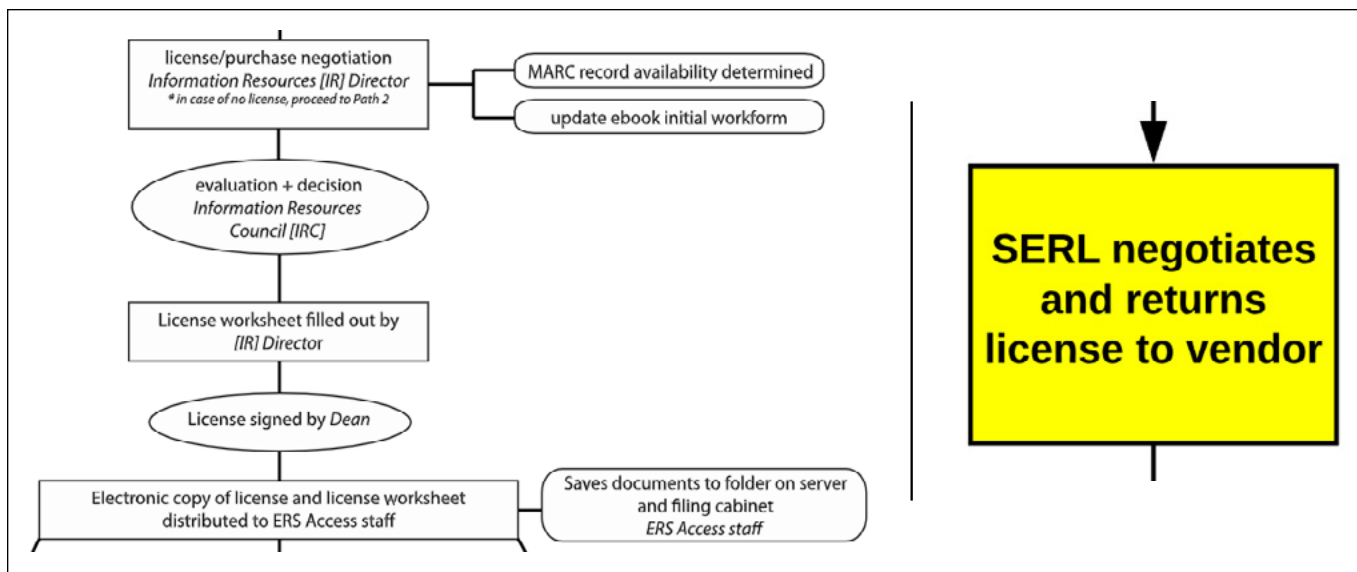 license/purchase negotiation
Information Resources [IR] Director
* in case of no license, proceed to Path 2
MARC record availability determined
update ebook initial workform
evaluation + decision
Information Resources
Council [IRC]
License worksheet filled out by
[IR] Director
License signed by Dean
Electronic copy of license and license worksheet
distributed to ERS Access staff
Saves documents to folder on server
and filing cabinet
ERS Access staff
SERL negotiates
and returns
license to vendor